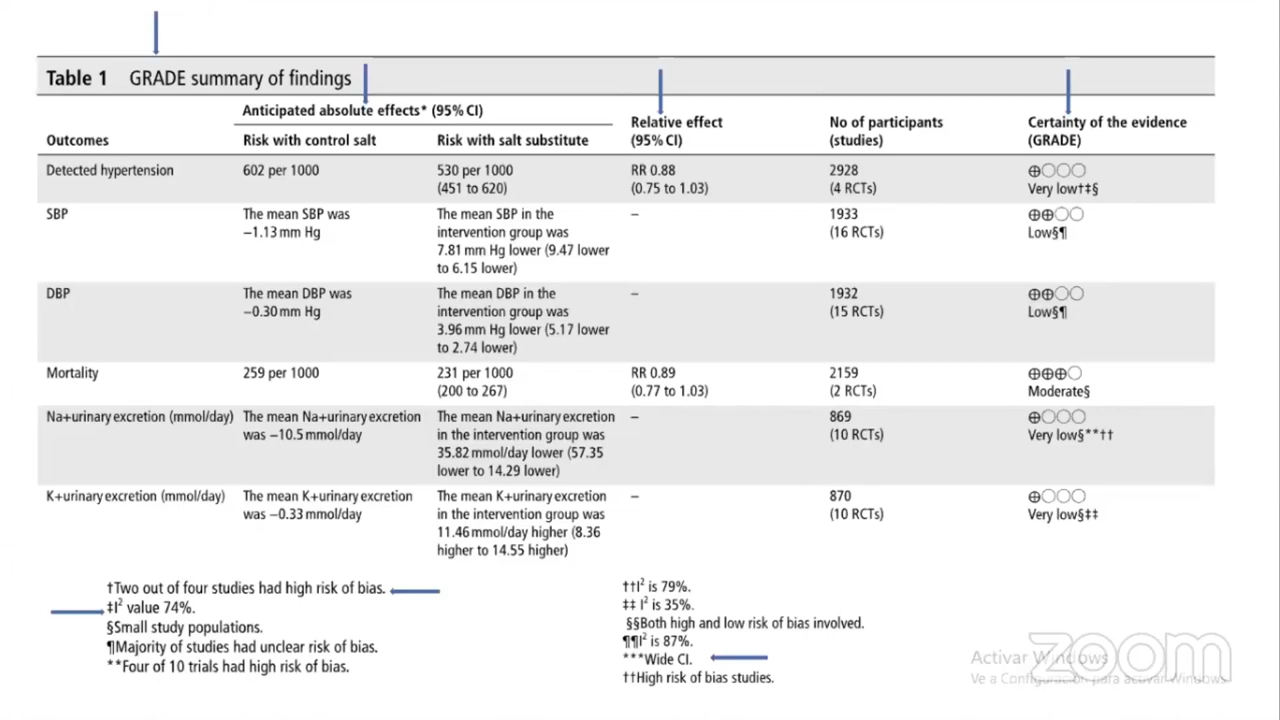 Table 1 GRADE summary of findings
Anticipated absolute effects* (95% CI)
Outcomes
Risk with control salt
Risk with salt substitute
Relative effect
(95% CI)
No of participants
(studies)
Certainty of the evidence
(GRADE)
Detected hypertension
602 per 1000
530 per 1000
(451 to 620)
RR 0.88
(0.75 to 1.03)
2928
(4 RCTs)
⊕◯◯◯
Very low†‡§
SBP
The mean SBP was
−1.13 mm Hg
The mean SBP in the
intervention group was
7.81 mm Hg lower (9.47 lower
to 6.15 lower)
–
1933
(16 RCTs)
⊕⊕◯◯
Low§¶
DBP
The mean DBP was
−0.30 mm Hg
The mean DBP in the
intervention group was
3.96 mm Hg lower (5.17 lower
to 2.74 lower)
–
1932
(15 RCTs)
⊕⊕◯◯
Low§¶
Mortality
259 per 1000
231 per 1000
(200 to 267)
RR 0.89
(0.77 to 1.03)
2159
(2 RCTs)
⊕⊕⊕◯
Moderate§
Na+urinary excretion (mmol/day)
The mean Na+urinary excretion
was −10.5 mmol/day
The mean Na+urinary excretion
in the intervention group was
35.82 mmol/day lower (57.35
lower to 14.29 lower)
–
869
(10 RCTs)
⊕◯◯◯
Very low§**††
K+urinary excretion (mmol/day)
The mean K+urinary excretion
was −0.33 mmol/day
The mean K+urinary excretion
in the intervention group was
11.46 mmol/day higher (8.36
higher to 14.55 higher)
–
870
(10 RCTs)
⊕◯◯◯
Very low§‡‡
†Two out of four studies had high risk of bias.
‡I² value 74%.
§Small study populations.
¶Majority of studies had unclear risk of bias.
**Four of 10 trials had high risk of bias.
††I² is 79%.
‡‡ I² is 35%.
§§Both high and low risk of bias involved.
¶¶I² is 87%.
***Wide CI.
††High risk of bias studies.
Activar Windows
Ve a Configuración para activar Windows
zoom